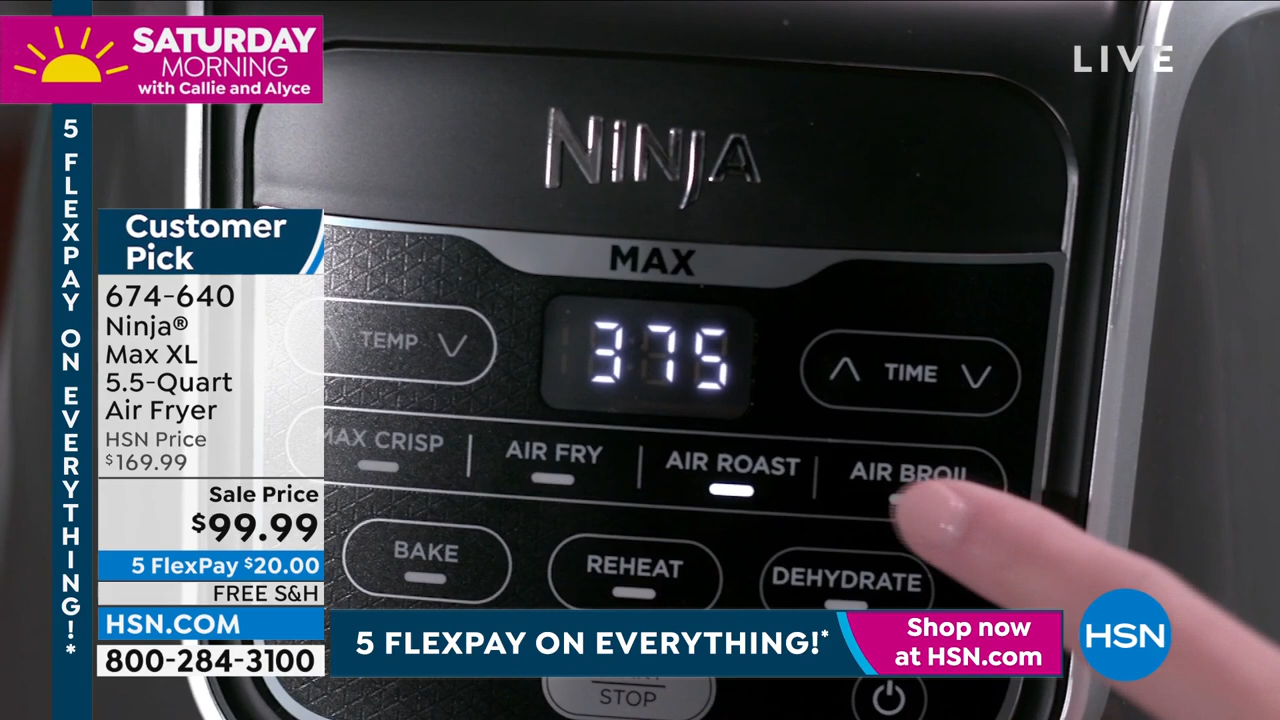 SATURDAY
MORNING
with Callie and Alyce
LIVE
5 FLEXPAY ON EVERYTHING!*
Customer
Pick
674-640
Ninja®
Max XL
5.5-Quart
Air Fryer
HSN Price
$169.99
Sale Price
$99.99
5 FlexPay $20.00
FREE S&H
HSN.COM
800-284-3100
NINJA
MAX
TEMP
375
TIME
MAX CRISP
AIR FRY
AIR ROAST
AIR BROIL
BAKE
REHEAT
DEHYDRATE
STOP
5 FLEXPAY ON EVERYTHING!*
Shop now
at HSN.com
HSN